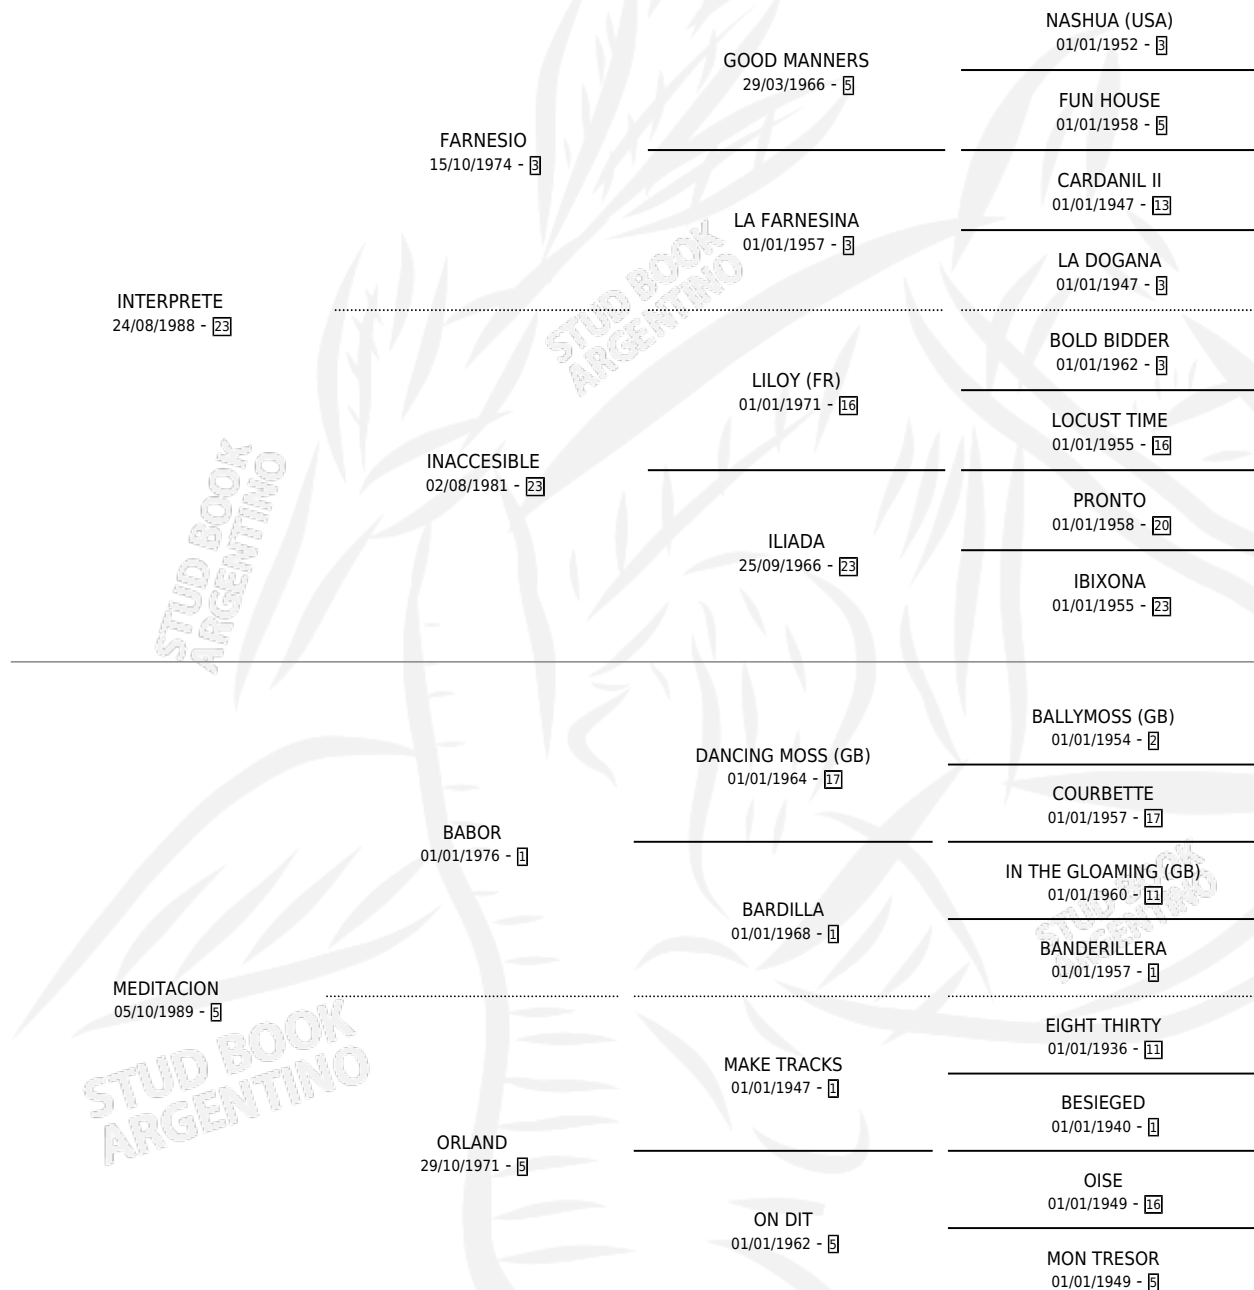 INTERPRETE
24/08/1988 - 23
FARNESIO
15/10/1974 - 3
GOOD MANNERS
29/03/1966 - 5
NASHUA (USA)
01/01/1952 - 3
FUN HOUSE
01/01/1958 - 5
LA FARNESINA
01/01/1957 - 3
CARDANIL II
01/01/1947 - 13
LA DOGANA
01/01/1947 - 3
INACCESIBLE
02/08/1981 - 23
LILOY (FR)
01/01/1971 - 16
BOLD BIDDER
01/01/1962 - 3
LOCUST TIME
01/01/1955 - 16
ILIADA
25/09/1966 - 23
PRONTO
01/01/1958 - 20
IBIXONA
01/01/1955 - 23
MEDITACION
05/10/1989 - 5
BABOR
01/01/1976 - 1
DANCING MOSS (GB)
01/01/1964 - 17
BALLYMOSS (GB)
01/01/1954 - 2
COURBETTE
01/01/1957 - 17
BARDILLA
01/01/1968 - 1
IN THE GLOAMING (GB)
01/01/1960 - 11
BANDERILLERA
01/01/1957 - 1
ORLAND
29/10/1971 - 5
MAKE TRACKS
01/01/1947 - 1
EIGHT THIRTY
01/01/1936 - 11
BESIEGED
01/01/1940 - 1
ON DIT
01/01/1962 - 5
OISE
01/01/1949 - 16
MON TRESOR
01/01/1949 - 5
STUD BOOK
ARGENTINO
STUD BOOK
ARGENTINO
STUD BOOK
ARGENTINO
STUD BOOK
ARGENTINO